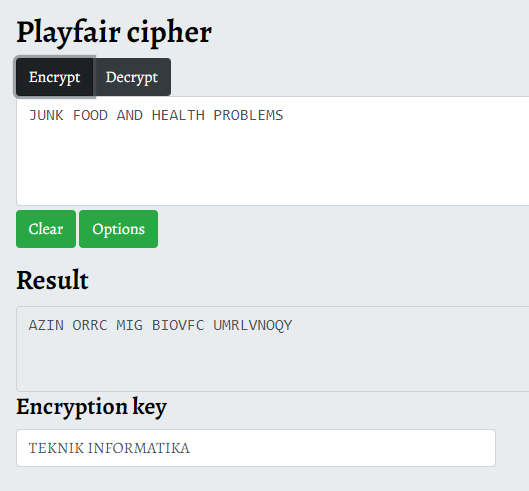 Playfair cipher
Encrypt Decrypt
JUNK FOOD AND HEALTH PROBLEMS
Clear Options
Result
AZIN ORRC MIG BIOVFC UMRLVNOQY
Encryption key
TEKNIK INFORMATIKA